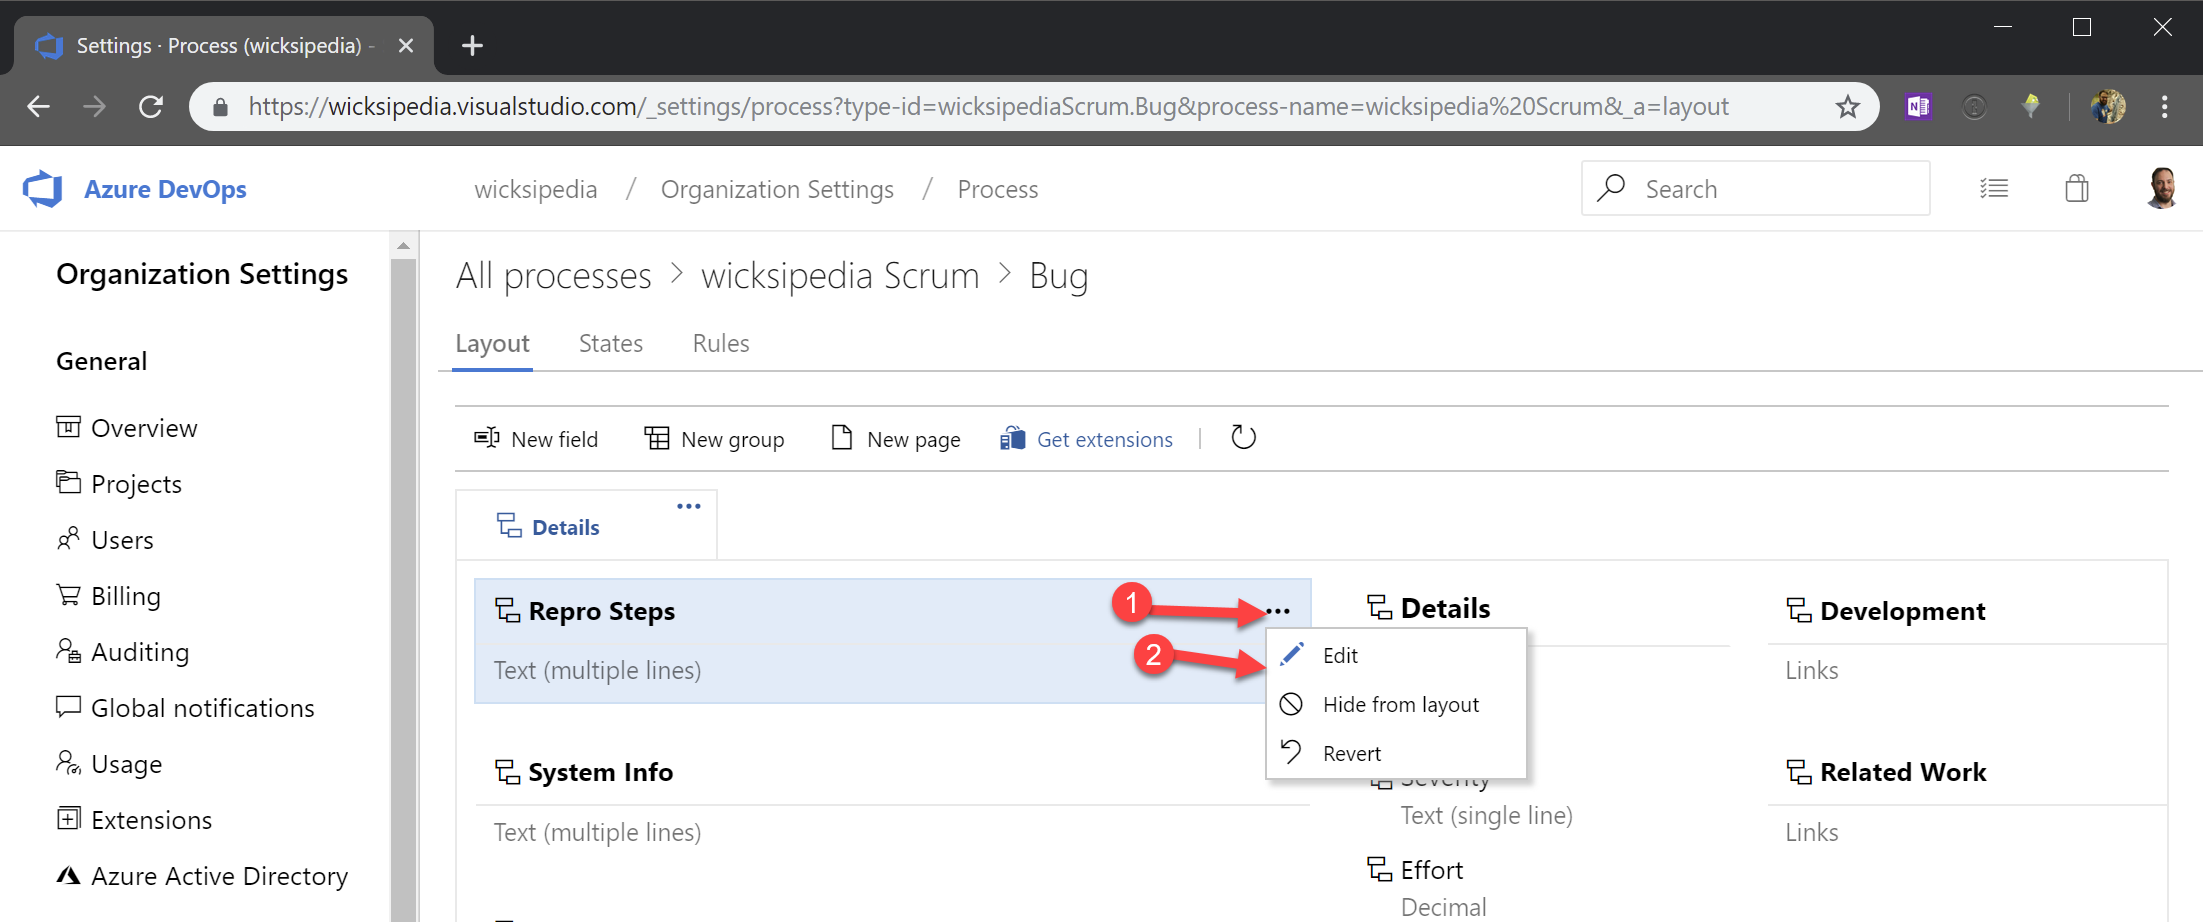 Settings · Process (wicksipedia) -
https://wicksipedia.visualstudio.com/_settings/process?type-id=wicksipediaScrum.Bug&process-name=wicksipedia%20Scrum&_a=layout
Azure DevOps
wicksipedia / Organization Settings / Process
Search
Organization Settings
General
Overview
Projects
Users
Billing
Auditing
Global notifications
Usage
Extensions
Azure Active Directory
All processes > wicksipedia Scrum > Bug
Layout States Rules
New field New group New page Get extensions
Details
Repro Steps
Text (multiple lines)
1
2
Edit
Hide from layout
Revert
System Info
Text (multiple lines)
Details
Severity
Text (single line)
Effort
Decimal
Development
Links
Related Work
Links